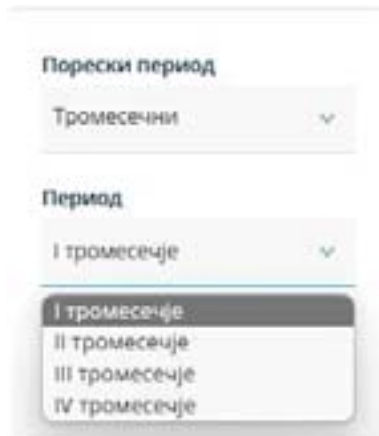 Порески период
Тромесечни
Период
I тромесечје
I тромесечје
II тромесечје
III тромесечје
IV тромесечје